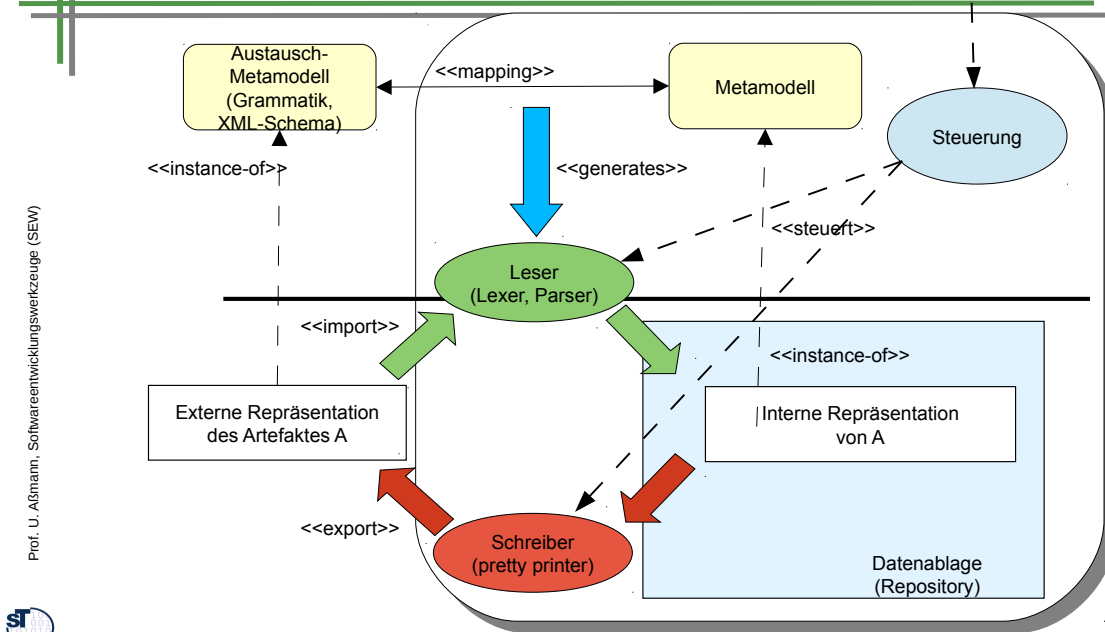 Austausch-
Metamodell
(Grammatik,
XML-Schema)
<<mapping>>
Metamodell
Steuerung
<<instance-of>>
<<generates>>
<<steuert>>
Leser
(Lexer, Parser)
<<import>>
<<instance-of>>
Externe Repräsentation
des Artefaktes A
Interne Repräsentation
von A
<<export>>
Schreiber
(pretty printer)
Datenablage
(Repository)
Prof. U. Aßmann, Softwareentwicklungswerkzeuge (SEW)
ST